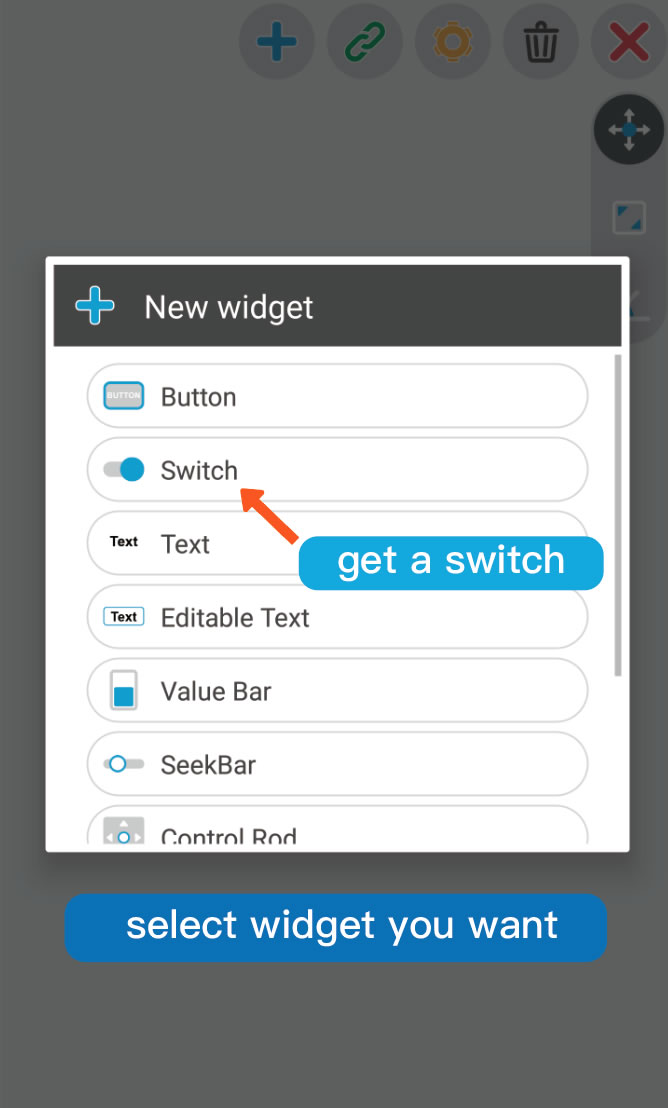 New widget
BUTTON Button
Switch
Text Text
get a switch
Text Editable Text
Value Bar
SeekBar
Control Rod
select widget you want